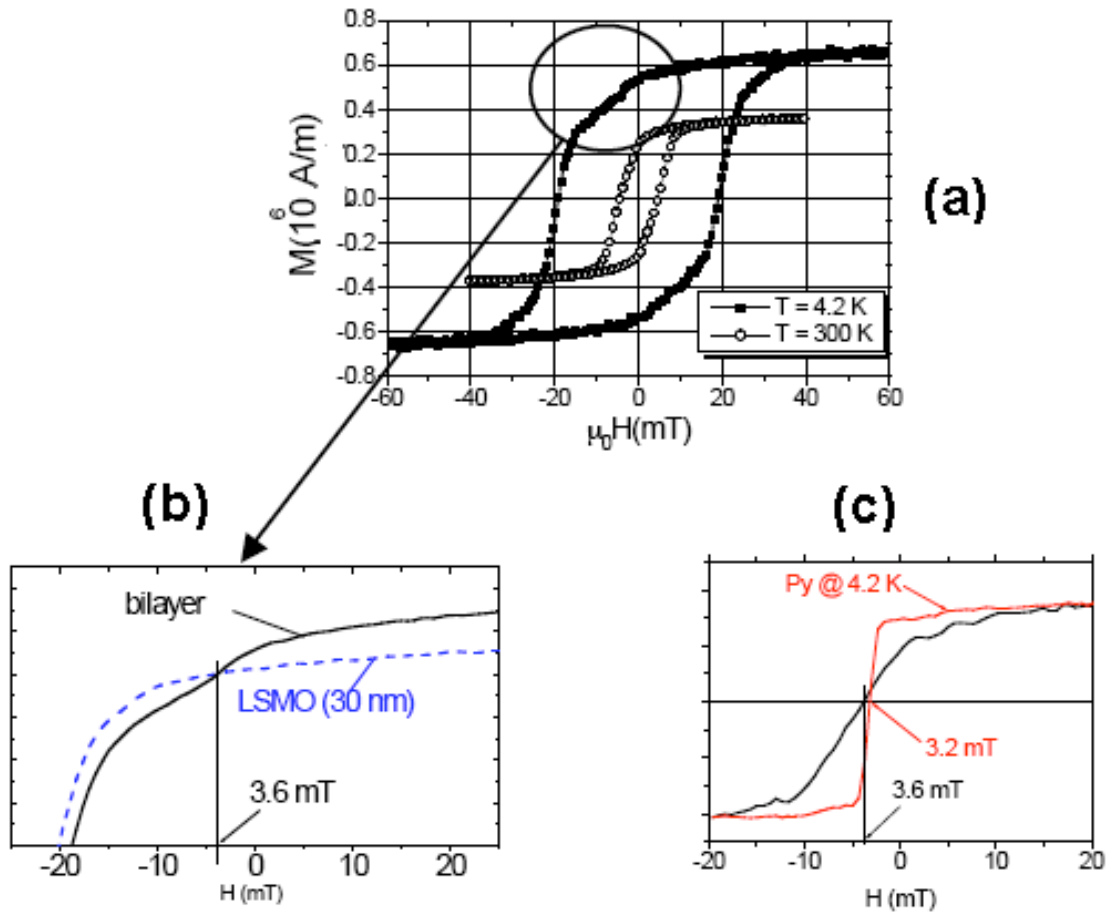 0.8
0.6
0.4
0.2
0.0
-0.2
-0.4
-0.6
-0.8
M(10⁶ A/m)
T = 4.2 K
T = 300 K
-60 -40 -20 0 20 40 60
μ₀H(mT)
(a)
(b)
bilayer
LSMO (30 nm)
3.6 mT
-20 -10 0 10 20
H (mT)
(c)
Py @ 4.2 K
3.2 mT
3.6 mT
-20 -10 0 10 20
H (mT)